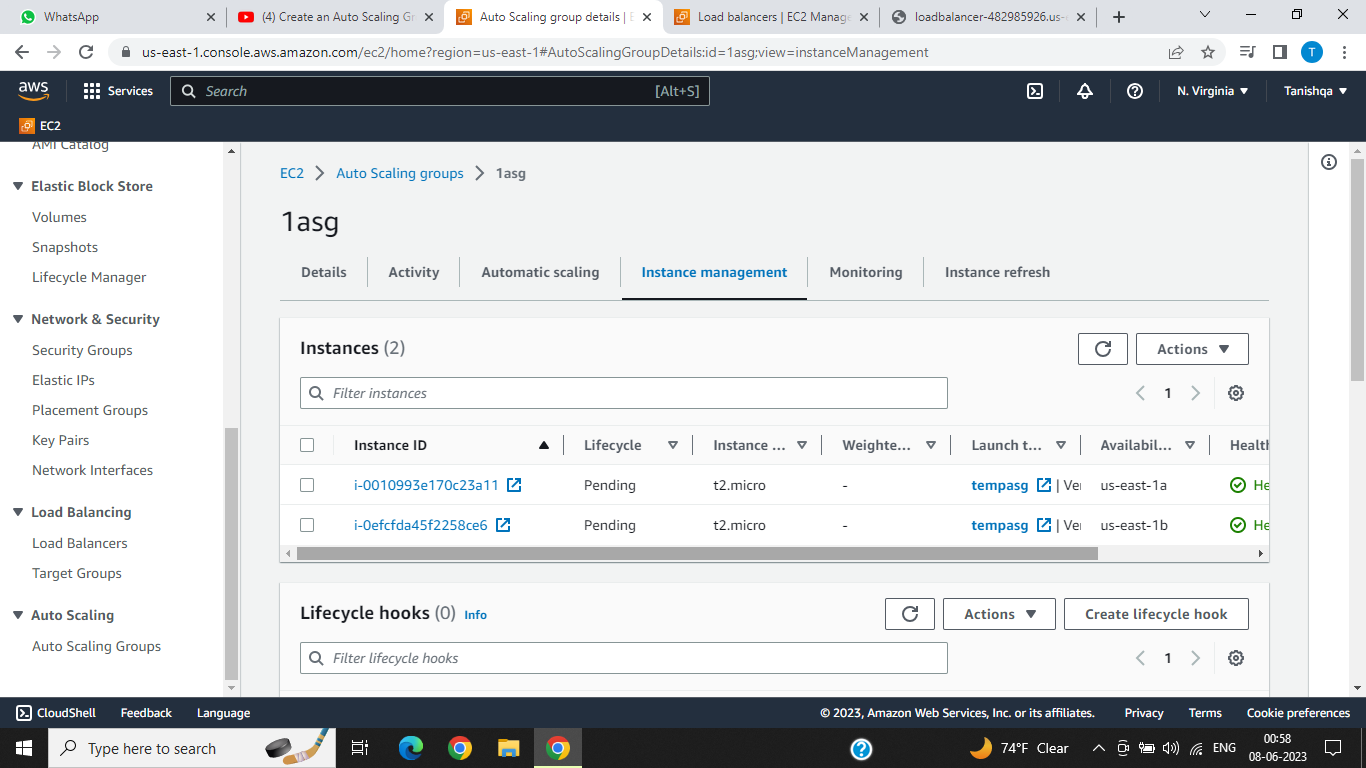 WhatsApp
(4) Create an Auto Scaling Gr
Auto Scaling group details | E
Load balancers | EC2 Manage
loadbalancer-482985926.us-e
us-east-1.console.aws.amazon.com/ec2/home?region=us-east-1#AutoScalingGroupDetails:id=1asg;view=instanceManagement
T
aws
Services
Search
[Alt+S]
N. Virginia
Tanishqa
EC2
AMI Catalog
Elastic Block Store
Volumes
Snapshots
Lifecycle Manager
Network & Security
Security Groups
Elastic IPs
Placement Groups
Key Pairs
Network Interfaces
Load Balancing
Load Balancers
Target Groups
Auto Scaling
Auto Scaling Groups
EC2 > Auto Scaling groups > 1asg
1asg
Details Activity Automatic scaling Instance management Monitoring Instance refresh
Instances (2)
Actions
Filter instances
1
Instance ID Lifecycle Instance ... Weighte... Launch t... Availabil... Health
i-0010993e170c23a11 Pending t2.micro - tempasg | Ver us-east-1a He
i-0efcfda45f2258ce6 Pending t2.micro - tempasg | Ver us-east-1b He
Lifecycle hooks (0) Info
Actions
Create lifecycle hook
Filter lifecycle hooks
1
CloudShell Feedback Language
© 2023, Amazon Web Services, Inc. or its affiliates. Privacy Terms Cookie preferences
Type here to search
74°F Clear
ENG
00:58
08-06-2023